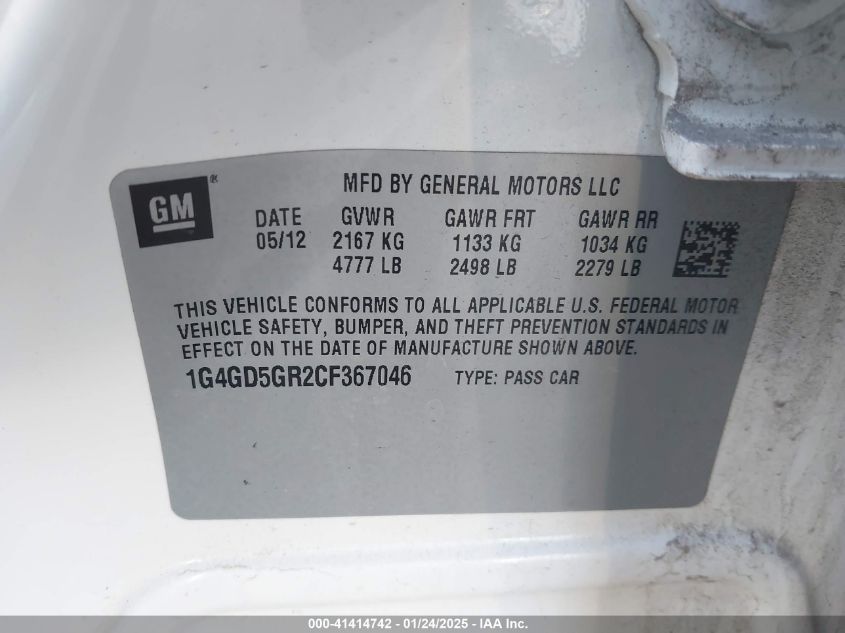 GM®
MFD BY GENERAL MOTORS LLC
DATE GVWR GAWR FRT GAWR RR
05/12 2167 KG 1133 KG 1034 KG
4777 LB 2498 LB 2279 LB
THIS VEHICLE CONFORMS TO ALL APPLICABLE U.S. FEDERAL MOTOR
VEHICLE SAFETY, BUMPER, AND THEFT PREVENTION STANDARDS IN
EFFECT ON THE DATE OF MANUFACTURE SHOWN ABOVE.
1G4GD5GR2CF367046 TYPE: PASS CAR
000-41414742 - 01/24/2025 - IAA Inc.